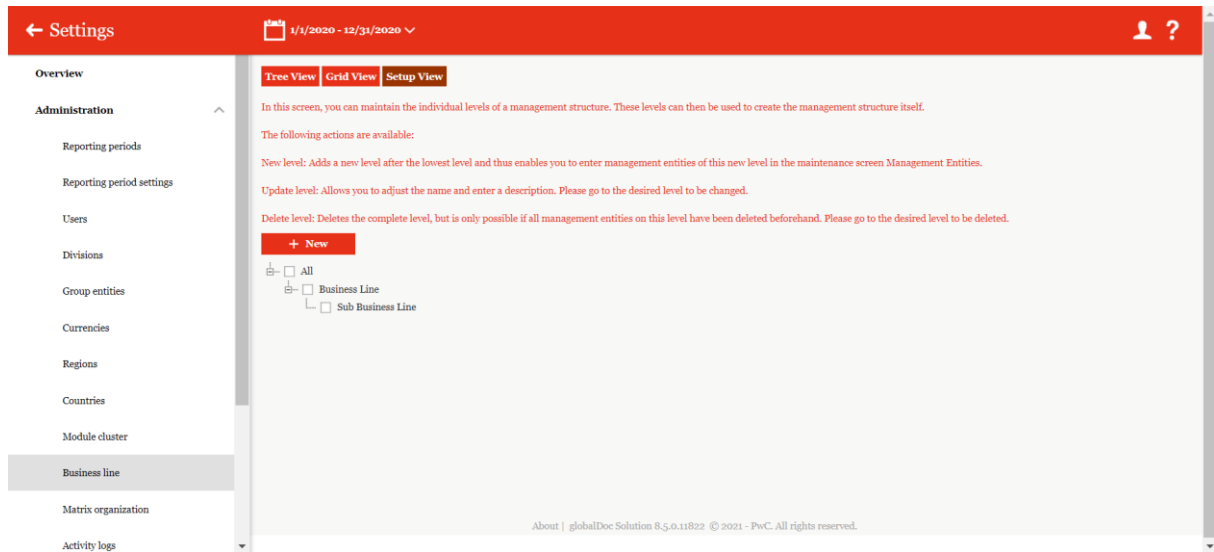 Settings
1/1/2020 - 12/31/2020
?
Overview
Administration
Reporting periods
Reporting period settings
Users
Divisions
Group entities
Currencies
Regions
Countries
Module cluster
Business line
Matrix organization
Activity logs
Tree View Grid View Setup View
In this screen, you can maintain the individual levels of a management structure. These levels can then be used to create the management structure itself.
The following actions are available:
New level: Adds a new level after the lowest level and thus enables you to enter management entities of this new level in the maintenance screen Management Entities.
Update level: Allows you to adjust the name and enter a description. Please go to the desired level to be changed.
Delete level: Deletes the complete level, but is only possible if all management entities on this level have been deleted beforehand. Please go to the desired level to be deleted.
+ New
All
Business Line
Sub Business Line
About | globalDoc Solution 8.5.0.11822 © 2021 - PwC. All rights reserved.